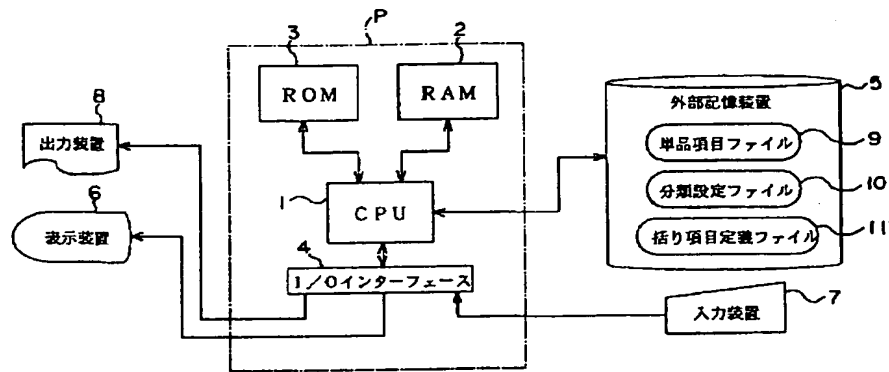 P
3
2
ROM
RAM
5
外部記憶装置
8
出力装置
単品項目ファイル
9
6
1
CPU
分類設定ファイル
10
表示装置
4
括り項目定義ファイル
11
I/Oインターフェース
入力装置
7